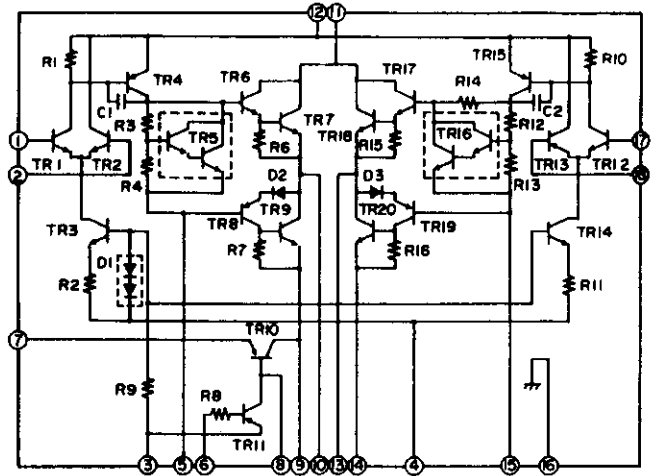 12 11
R1 TR4 TR6 TR17 TR15 R10
C1 R3 TR5 TR7 R14 C2
TR18 TR16 R12
1 R6 R15 17
TR1 TR2 TR13 TR12
2 R4 R13 18
D2 D3
TR8 TR9 TR20 TR19
TR3 TR14
D1 R7 R16
R2 R11
7 TR10
R9 R8
TR11
3 5 6 8 9 10 13 14 4 15 16